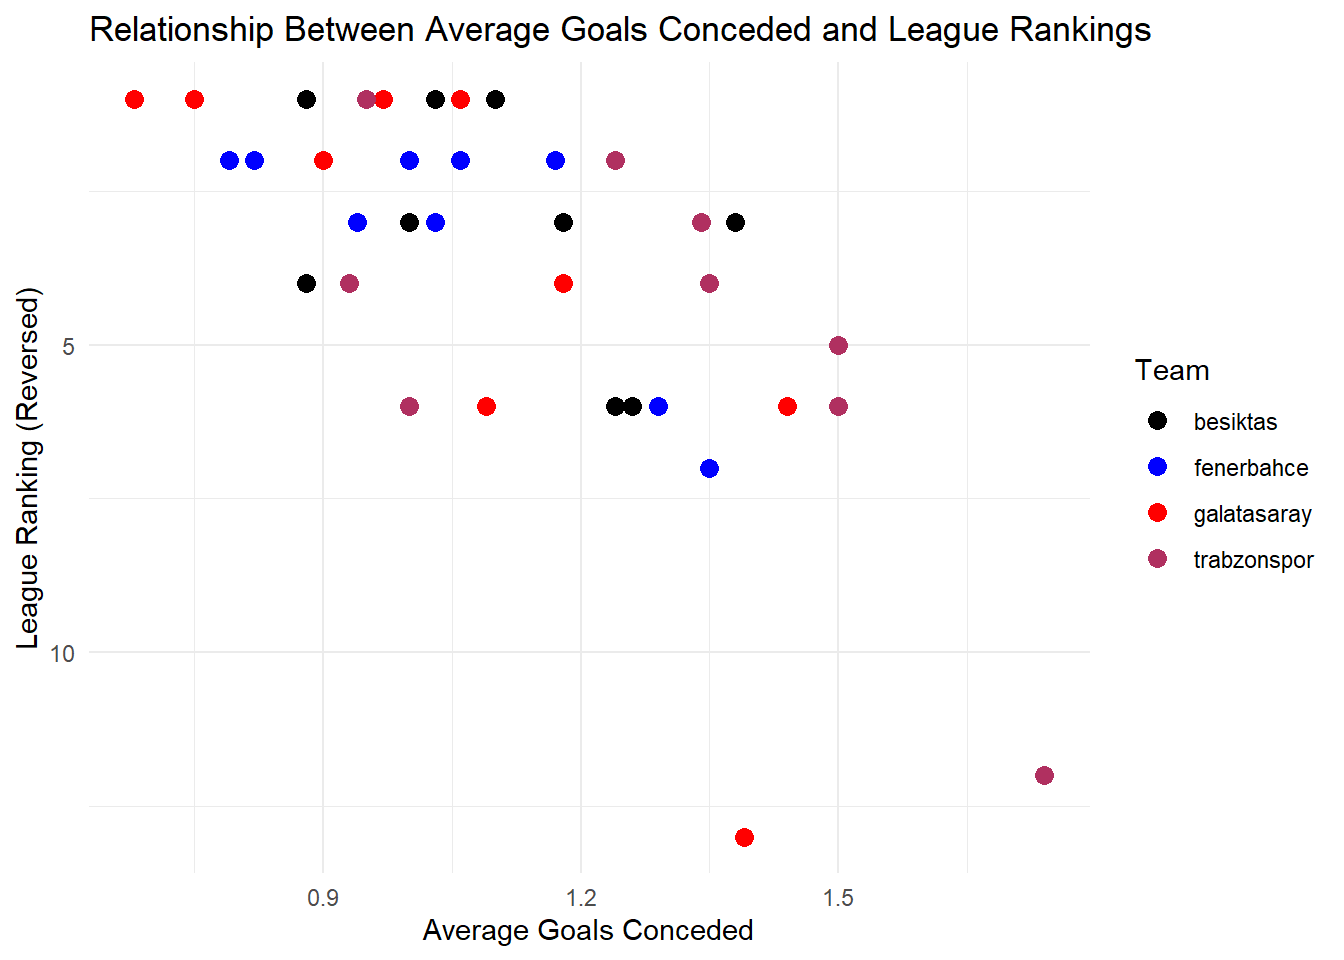 Relationship Between Average Goals Conceded and League Rankings
League Ranking (Reversed)
5
10
0.9
1.2
1.5
Average Goals Conceded
Team
besiktas
fenerbahce
galatasaray
trabzonspor